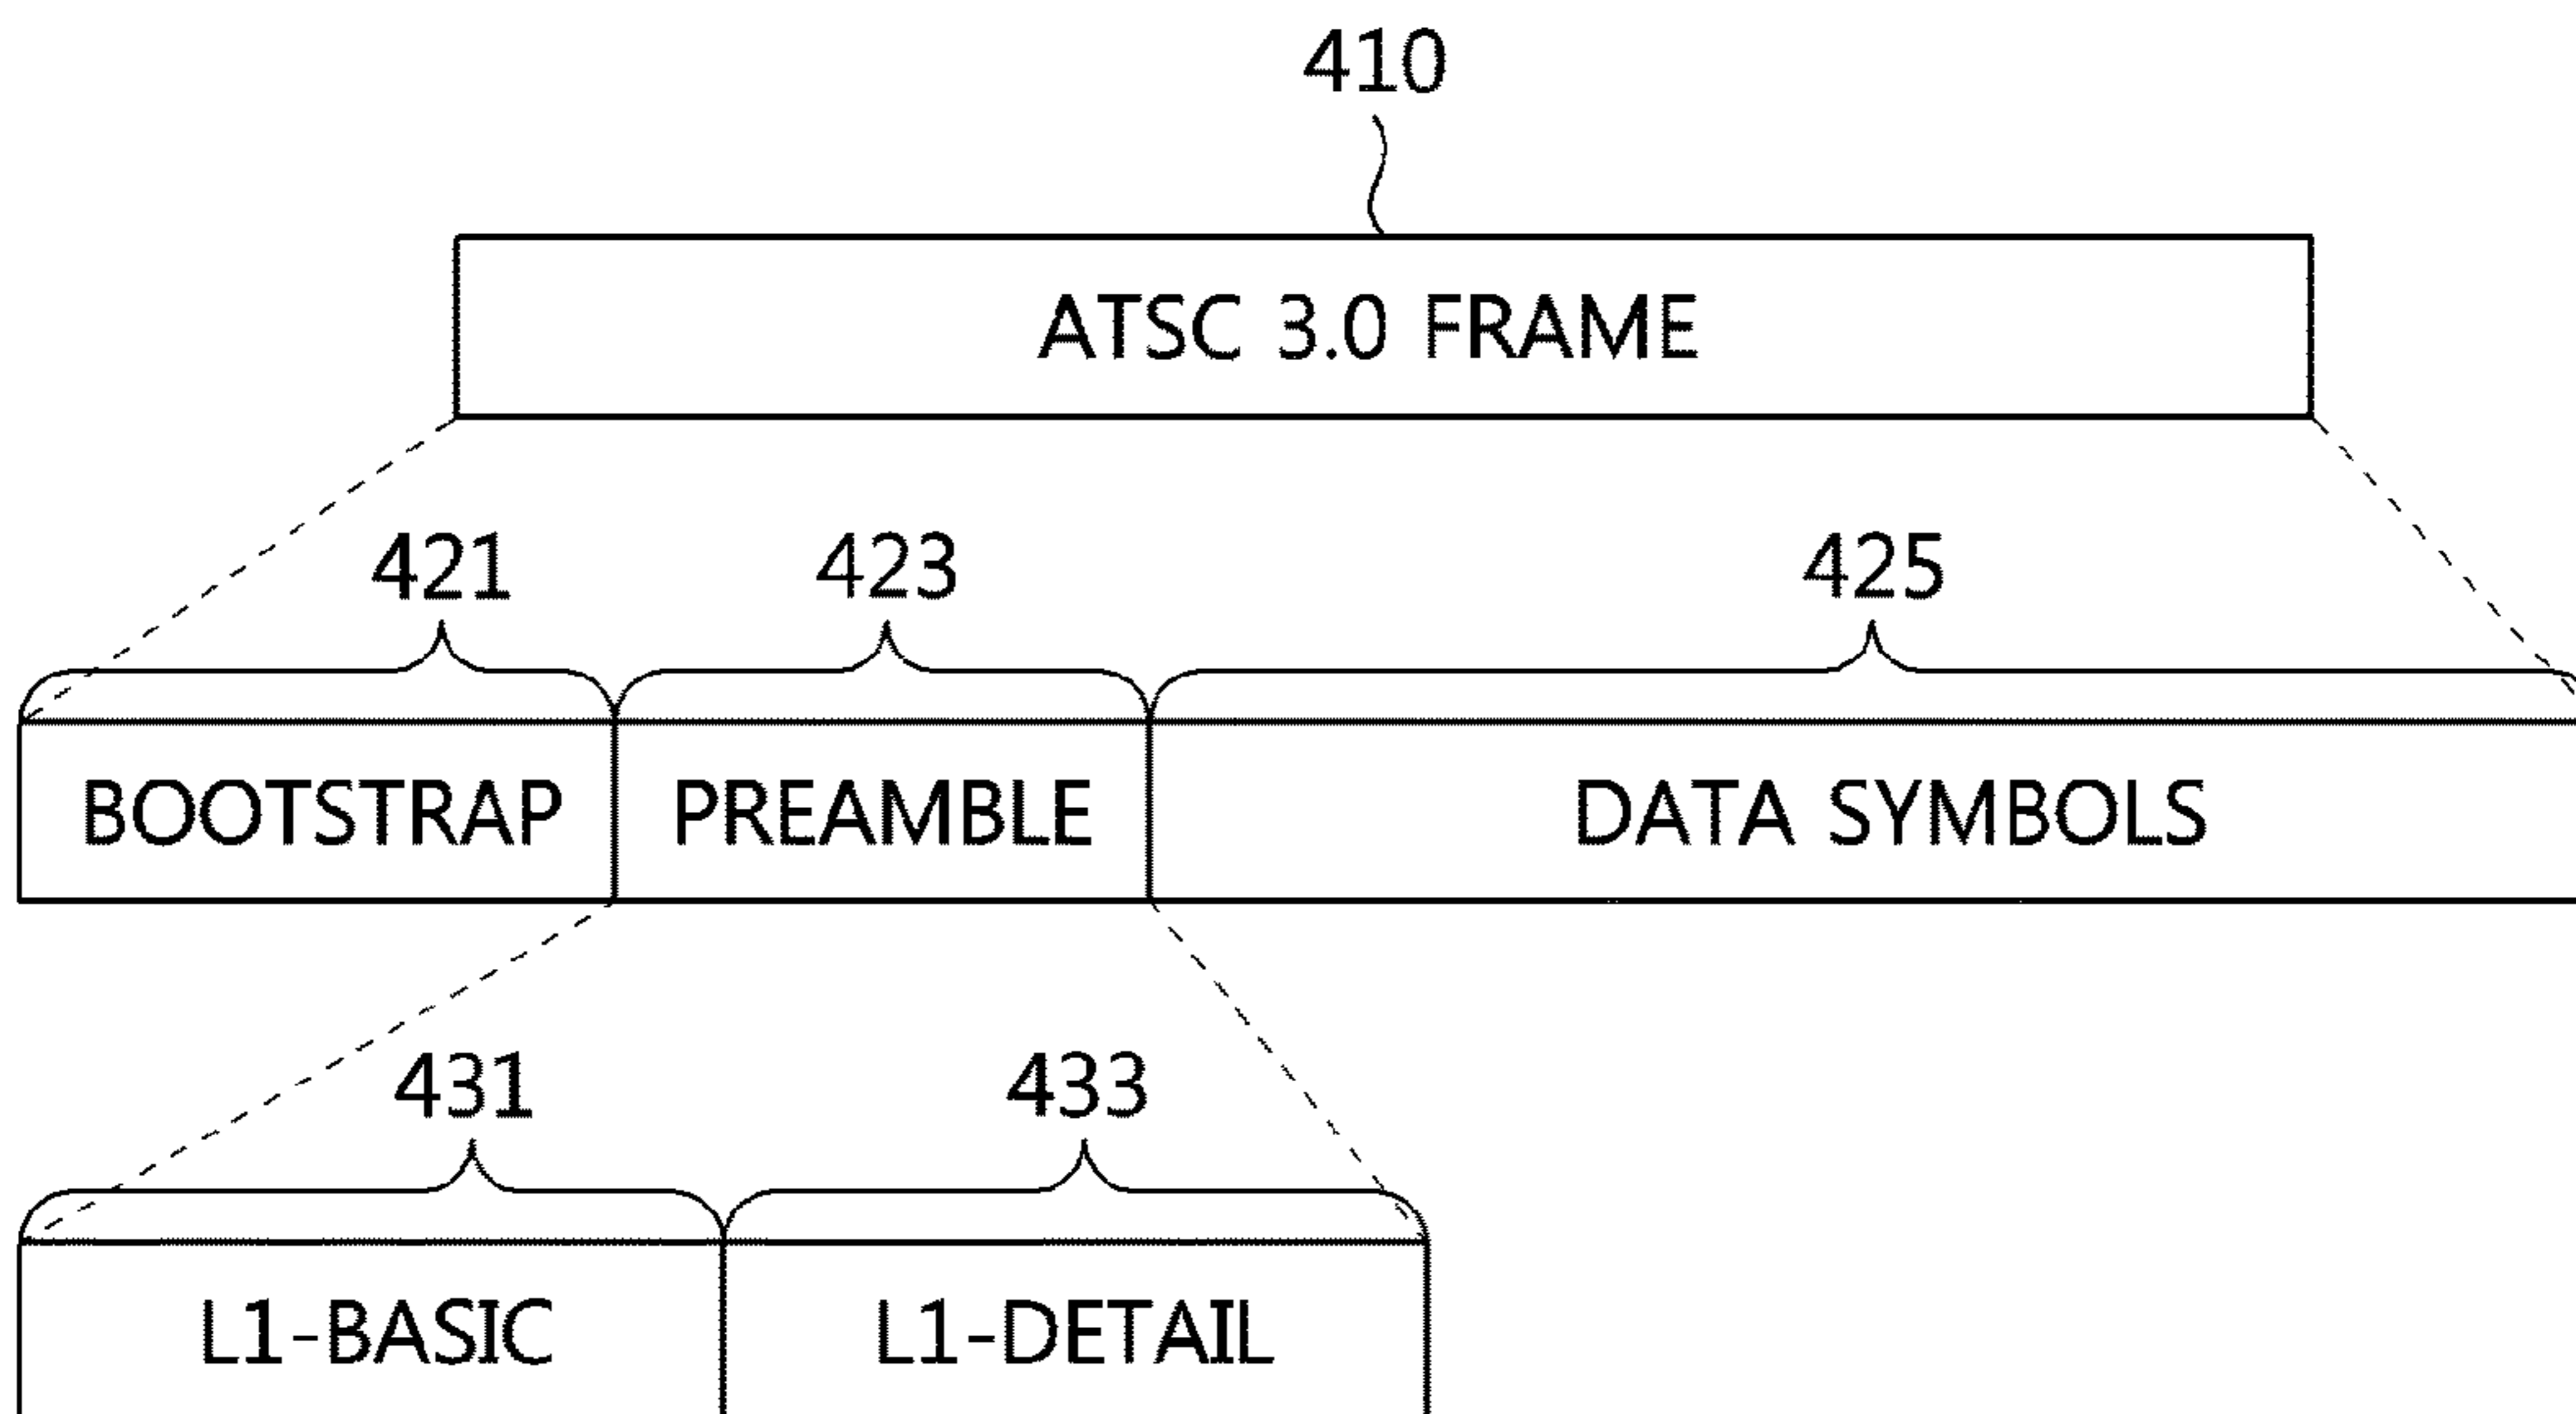 410
ATSC 3.0 FRAME
421 423 425
BOOTSTRAP PREAMBLE DATA SYMBOLS
431 433
L1-BASIC L1-DETAIL